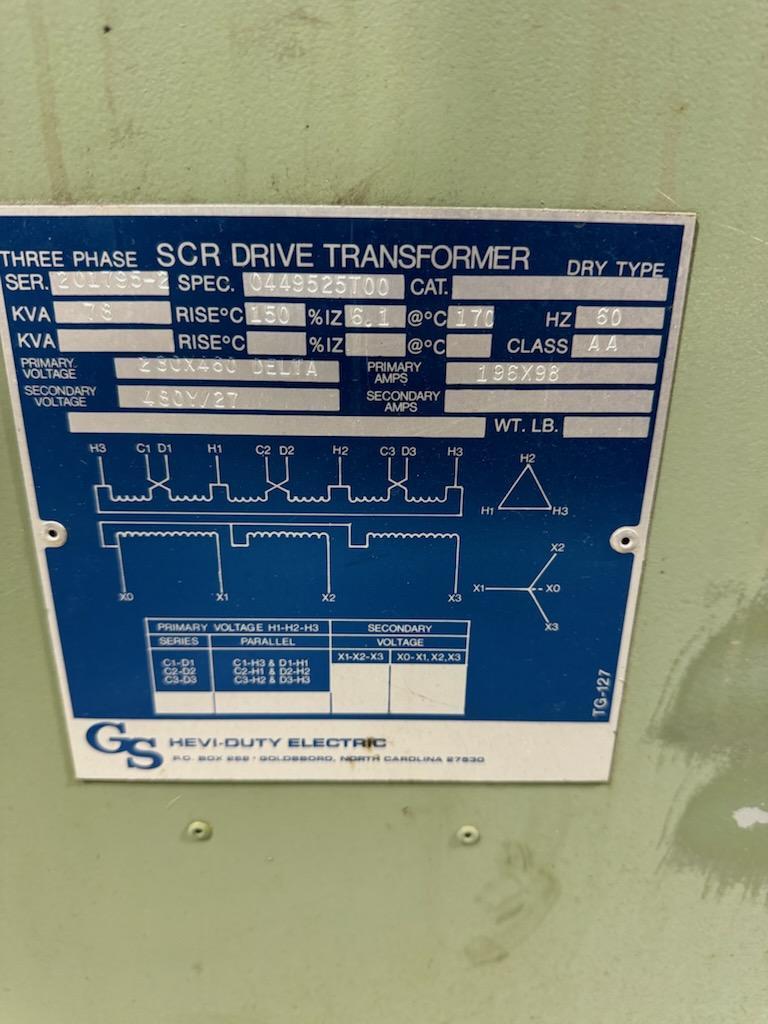 THREE PHASE SCR DRIVE TRANSFORMER DRY TYPE
SER. 201795-2 SPEC. 0449525T00 CAT.
KVA 78 RISE°C 150 %IZ 6.1 @°C 170 HZ 60
KVA RISE°C %IZ @°C CLASS AA
PRIMARY VOLTAGE 230X460 DELTA PRIMARY AMPS 196X98
SECONDARY VOLTAGE 460Y/27 SECONDARY AMPS
WT. LB.
H3 C1 D1 H1 C2 D2 H2 C3 D3 H3
H2
H1 H3
X0 X1 X2 X3
X2
X1 X0
X3
PRIMARY VOLTAGE H1-H2-H3 SECONDARY
SERIES PARALLEL VOLTAGE
X1-X2-X3 X0-X1,X2,X3
C1-D1 C1-H3 & D1-H1
C2-D2 C2-H1 & D2-H2
C3-D3 C3-H2 & D3-H3
TG-127
GS HEVI-DUTY ELECTRIC
P.O. BOX 268 · GOLDSBORO, NORTH CAROLINA 27530